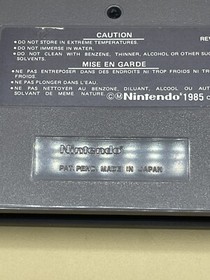 CAUTION
REV
• DO NOT STORE IN EXTREME TEMPERATURES.
• DO NOT IMMERSE IN WATER.
• DO NOT CLEAN WITH BENZENE, THINNER, ALCOHOL OR OTHER SUC
SOLVENTS.
MISE EN GARDE
• NE PAS ENTREPOSER DANS DES ENDROITS NI TROP FROIDS NI
TROP
• NE PAS PLONGER DANS L'EAU.
• NE PAS NETTOYER AU BENZENE, DILUANT, ALCOOL OU AUT
SOLVANT DE MEME NATURE.
©M Nintendo® 1985
Nintendo
PAT. PEND. MADE IN JAPAN